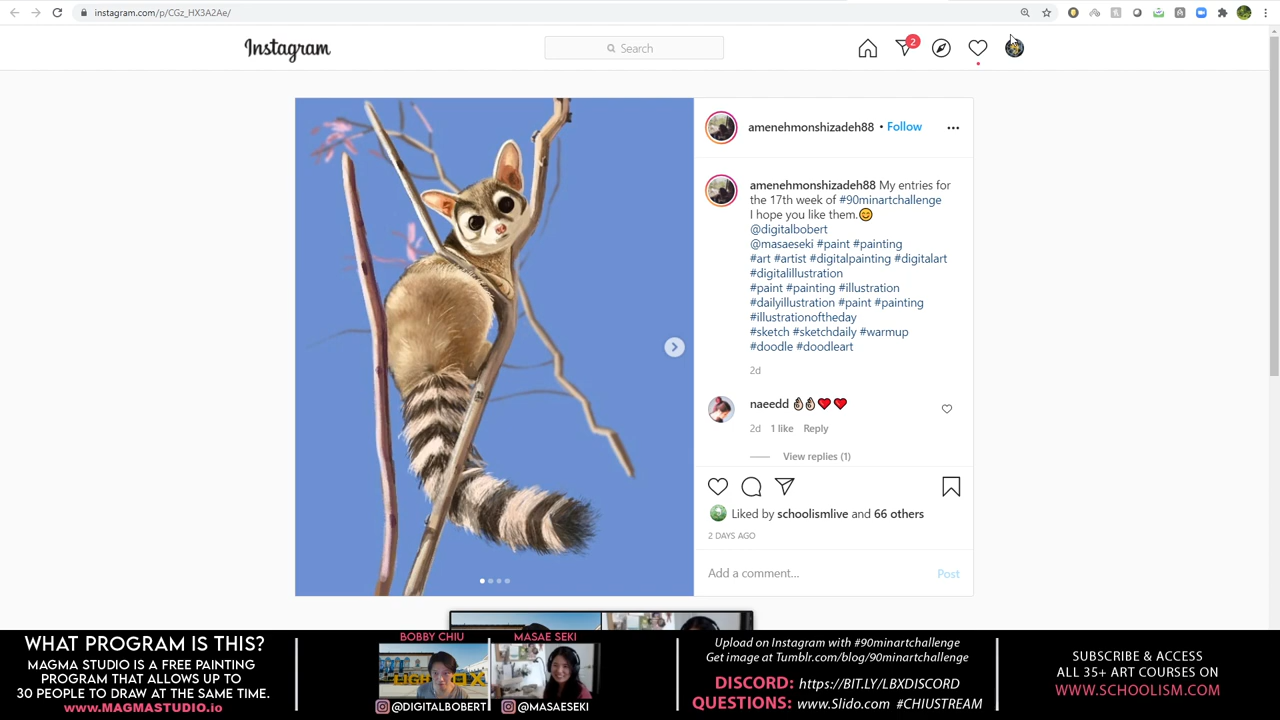 instagram.com/p/CGz_HX3A2Ae/
Instagram
Search
2
amenehmonshizadeh88 • Follow
amenehmonshizadeh88 My entries for
the 17th week of #90minartchallenge
I hope you like them.😊
@digitalbobert
@masaeseki #paint #painting
#art #artist #digitalpainting #digitalart
#digitalillustration
#paint #painting #illustration
#dailyillustration #paint #painting
#illustrationoftheday
#sketch #sketchdaily #warmup
#doodle #doodleart
2d
naeedd 👌👌❤️❤️
2d 1 like Reply
View replies (1)
Liked by schoolismlive and 66 others
2 DAYS AGO
Add a comment... Post
WHAT PROGRAM IS THIS?
MAGMA STUDIO IS A FREE PAINTING
PROGRAM THAT ALLOWS UP TO
30 PEOPLE TO DRAW AT THE SAME TIME.
www.MAGMASTUDIO.io
BOBBY CHIU
MASAE SEKI
@DIGITALBOBERT
@MASAESEKI
Upload on Instagram with #90minartchallenge
Get image at Tumblr.com/blog/90minartchallenge
DISCORD: https://BIT.LY/LBXDISCORD
QUESTIONS: www.Slido.com #CHIUSTREAM
SUBSCRIBE & ACCESS
ALL 35+ ART COURSES ON
WWW.SCHOOLISM.COM